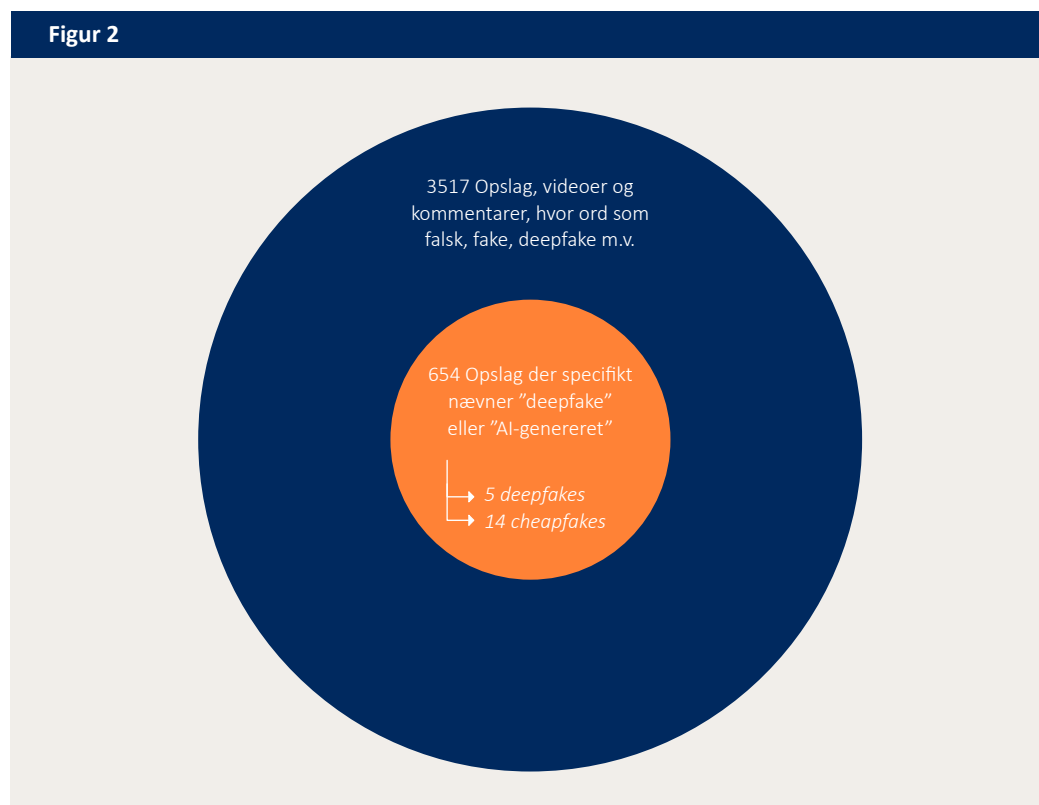 Figur 2
3517 Opslag, videoer og
kommentarer, hvor ord som
falsk, fake, deepfake m.v.
654 Opslag der specifikt
nævner ”deepfake”
eller ”AI-genereret”
5 deepfakes
14 cheapfakes